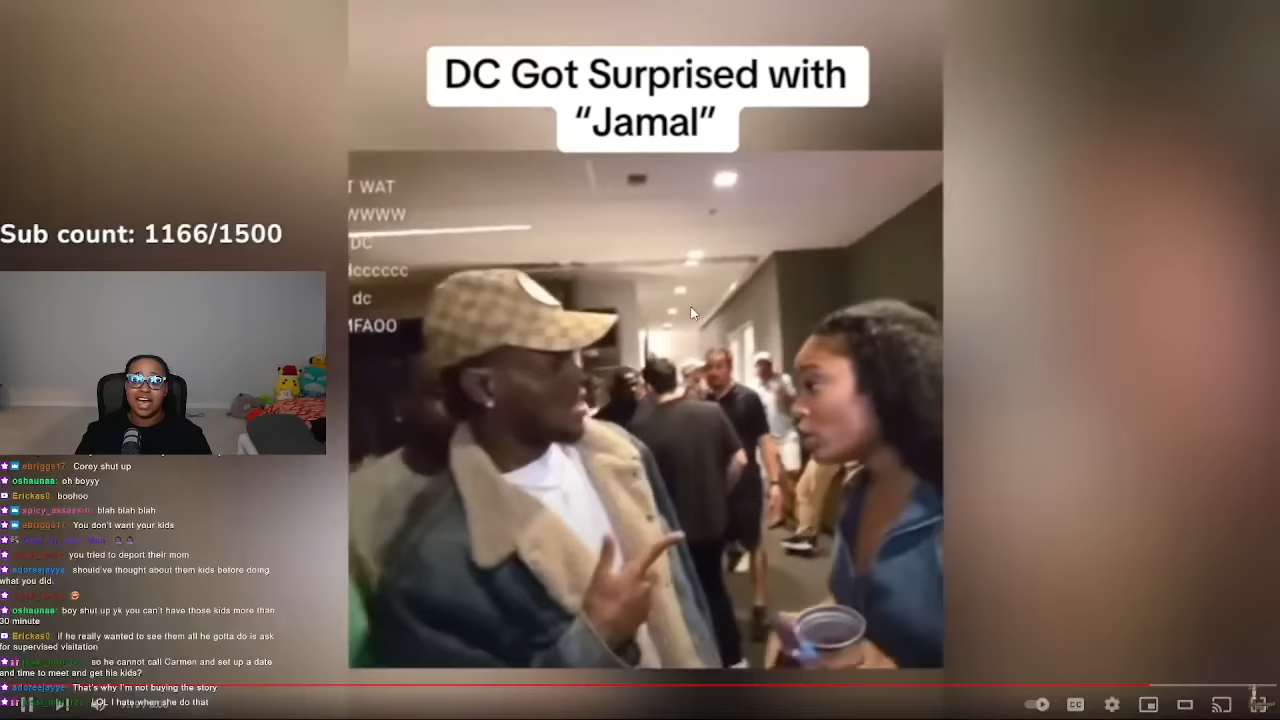 DC Got Surprised with
“Jamal”
T WAT
WWWW
DC
dcccccc
dc
MFAOO
Sub count: 1166/1500
ebriggs17: Corey shut up
oshaunaa: oh boyyy
Erickas0: boohoo
spicy_assassin: blah blah blah
ebriggs17: You don't want your kids
you tried to deport their mom
adoreejayye: should've thought about them kids before doing
what you did.
oshaunaa: boy shut up yk you can't have those kids more than
30 minute
Erickas0: if he really wanted to see them all he gotta do is ask
for supervised visitation
so he cannot call Carmen and set up a date
and time to meet and get his kids?
adoreejayye: That's why I'm not buying the story
LOL I hate when she do that
CC